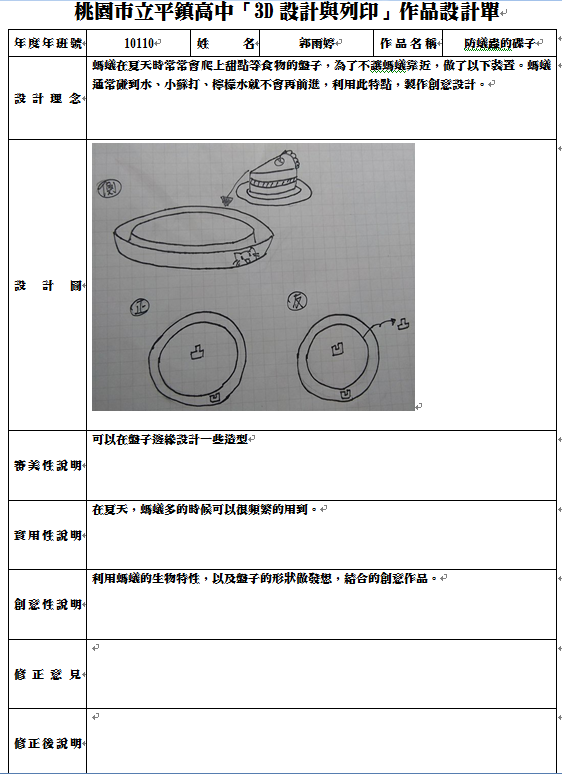 桃園市立平鎮高中「3D設計與列印」作品設計單
年度年班號 10110 姓名 郭雨婷 作品名稱 防蟻蟲的碟子
設計理念 螞蟻在夏天時常常會爬上甜點等食物的盤子，為了不讓螞蟻靠近，做了以下裝置。螞蟻
通常碰到水、小蘇打、檸檬水就不會再前進，利用此特點，製作創意設計。
設計圖
側
正 反
凸 凹 凸
凹 凹
審美性說明 可以在盤子邊緣設計一些造型
實用性說明 在夏天，螞蟻多的時候可以很頻繁的用到。
創意性說明 利用螞蟻的生物特性，以及盤子的形狀做發想，結合的創意作品。
修正意見
修正後說明